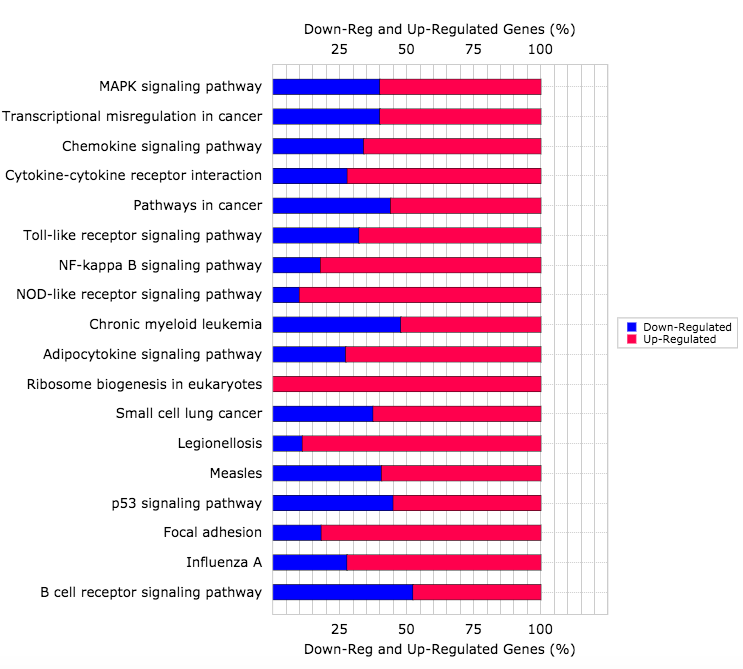 Down-Reg and Up-Regulated Genes (%)
25 50 75 100
MAPK signaling pathway
Transcriptional misregulation in cancer
Chemokine signaling pathway
Cytokine-cytokine receptor interaction
Pathways in cancer
Toll-like receptor signaling pathway
NF-kappa B signaling pathway
NOD-like receptor signaling pathway
Chronic myeloid leukemia
Adipocytokine signaling pathway
Ribosome biogenesis in eukaryotes
Small cell lung cancer
Legionellosis
Measles
p53 signaling pathway
Focal adhesion
Influenza A
B cell receptor signaling pathway
Down-Regulated
Up-Regulated
25 50 75 100
Down-Reg and Up-Regulated Genes (%)